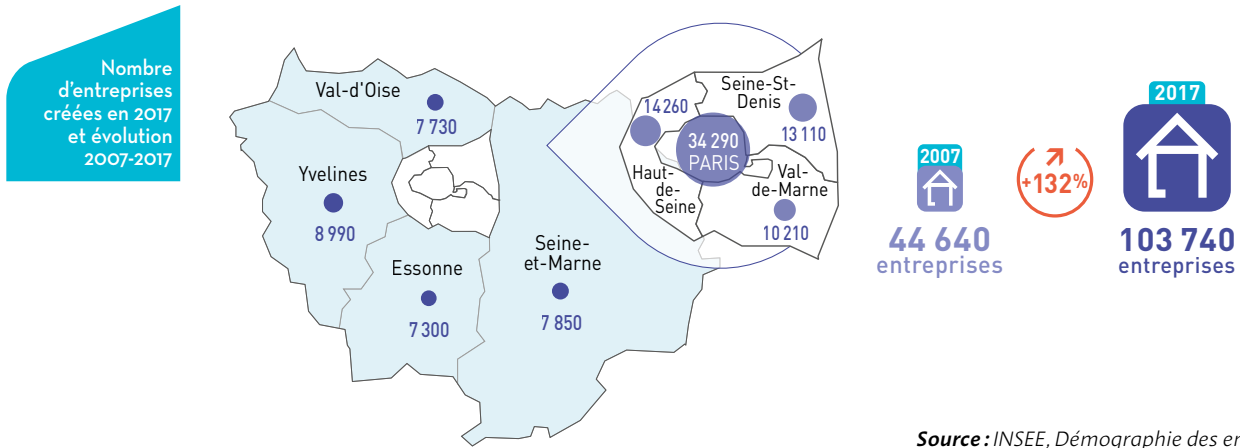 Nombre
d'entreprises
créées en 2017
et évolution
2007-2017
Val-d'Oise
7 730
Yvelines
8 990
Essonne
7 300
Seine-
et-Marne
7 850
14 260
Haut-
de-
Seine
34 290
PARIS
Seine-St-
Denis
13 110
Val-
de-Marne
10 210
2007
44 640
entreprises
+132%
2017
103 740
entreprises
Source : INSEE, Démographie des